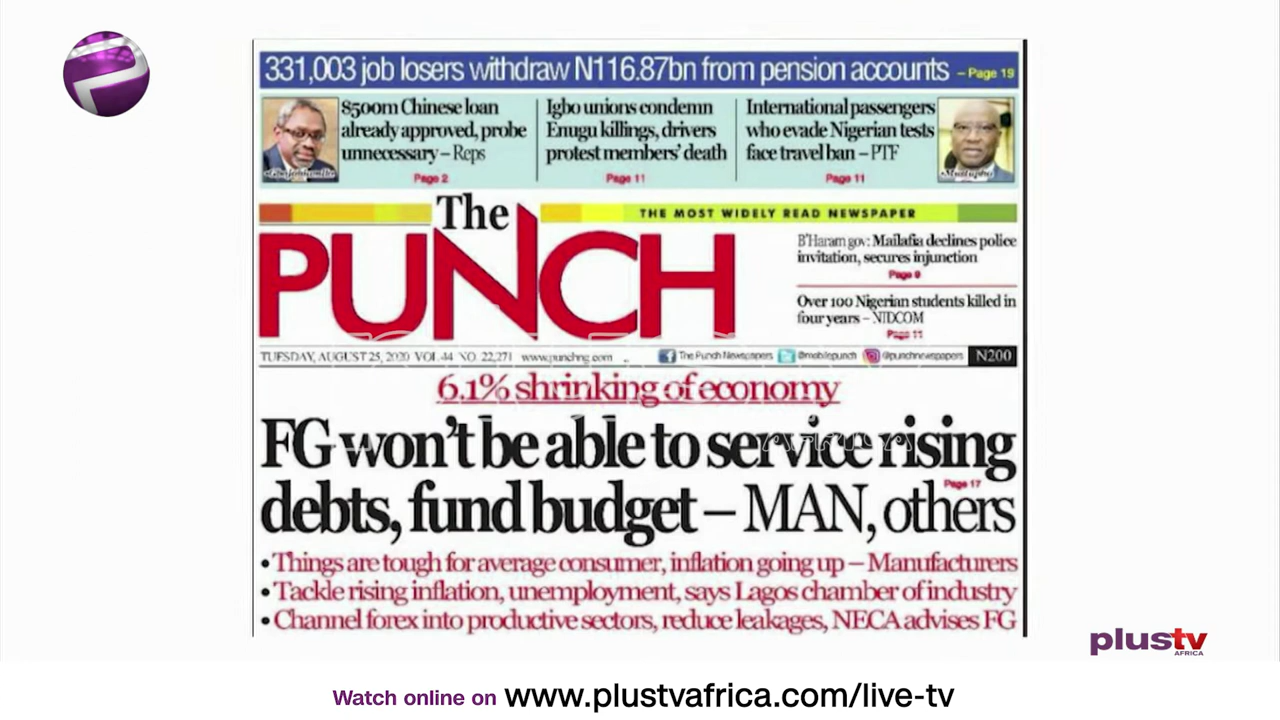 331,003 job losers withdraw N116.87bn from pension accounts – Page 19
$500m Chinese loan
already approved, probe
unnecessary – Reps
Page 2
Igbo unions condemn
Enugu killings, drivers
protest members' death
Page 11
International passengers
who evade Nigerian tests
face travel ban – PTF
Page 11
•Mustapha
The
PUNCH
THE MOST WIDELY READ NEWSPAPER
B'Haram gov: Mailafia declines police
invitation, secures injunction
Page 9
Over 100 Nigerian students killed in
four years – NIDCOM
Page 11
TUESDAY, AUGUST 25, 2020 VOL. 44 NO. 22,271 www.punchng.com
The Punch Newspapers @mobilepunch @punchnewspapers N200
6.1% shrinking of economy
FG won't be able to service rising
debts, fund budget – MAN, others
Page 17
• Things are tough for average consumer, inflation going up – Manufacturers
• Tackle rising inflation, unemployment, says Lagos chamber of industry
• Channel forex into productive sectors, reduce leakages, NECA advises FG
plustv
AFRICA
Watch online on www.plustvafrica.com/live-tv